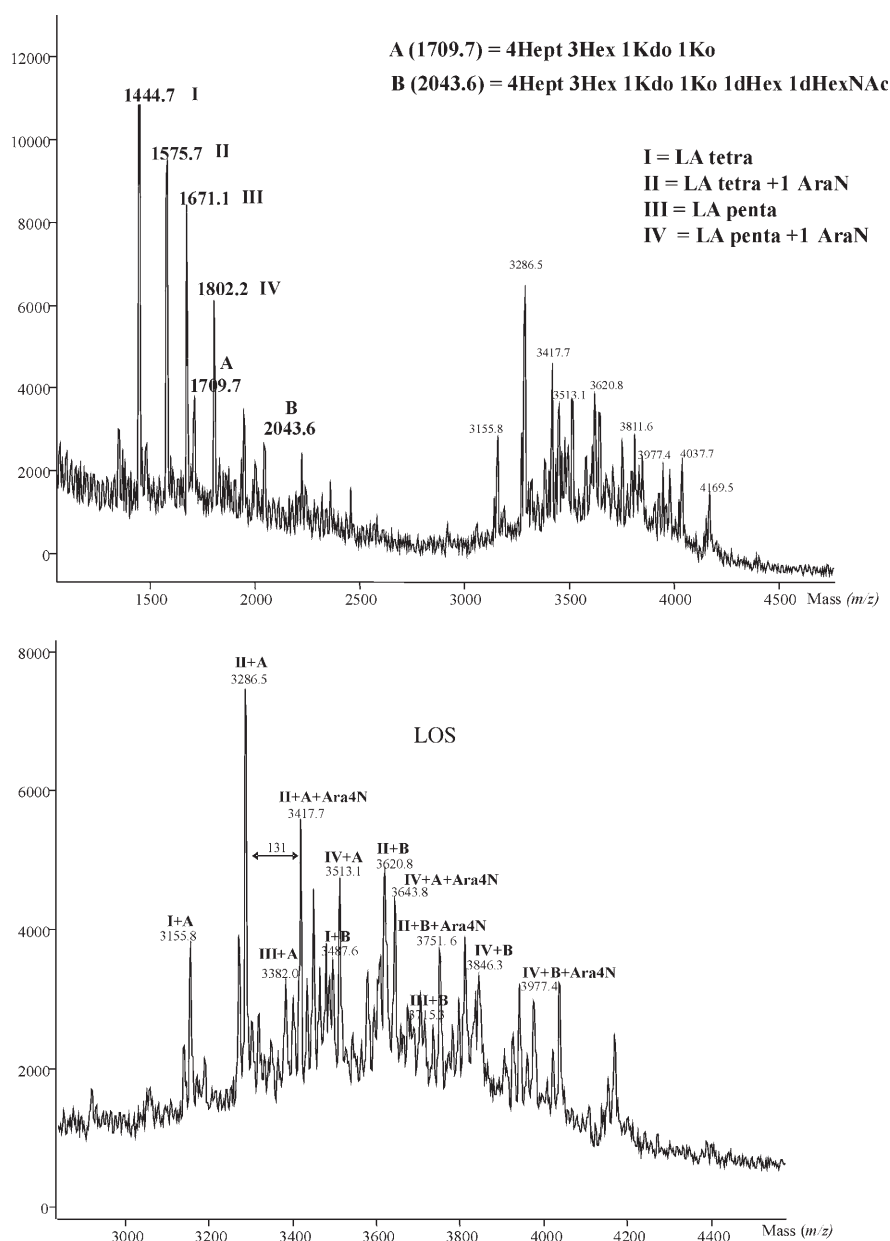 A (1709.7) = 4Hept 3Hex 1Kdo 1Ko
B (2043.6) = 4Hept 3Hex 1Kdo 1Ko 1dHex 1dHexNAc
I = LA tetra
II = LA tetra +1 AraN
III = LA penta
IV = LA penta +1 AraN
12000
10000
8000
6000
4000
2000
0
1444.7 I
1575.7 II
1671.1 III
1802.2 IV
A
1709.7
B
2043.6
3286.5
3417.7
3513.1
3620.8
3155.8
3811.6
3977.4
4037.7
4169.5
1500
2000
2500
3000
3500
4000
4500
Mass (m/z)
8000
6000
4000
2000
0
LOS
II+A
3286.5
II+A+Ara4N
3417.7
131
IV+A
3513.1
II+B
3620.8
IV+A+Ara4N
3643.8
I+A
3155.8
III+A
3382.0
I+B
3487.6
II+B+Ara4N
3751.6
IV+B
3846.3
III+B
3715.3
IV+B+Ara4N
3977.4
3000
3200
3400
3600
3800
4000
4200
4400
Mass (m/z)